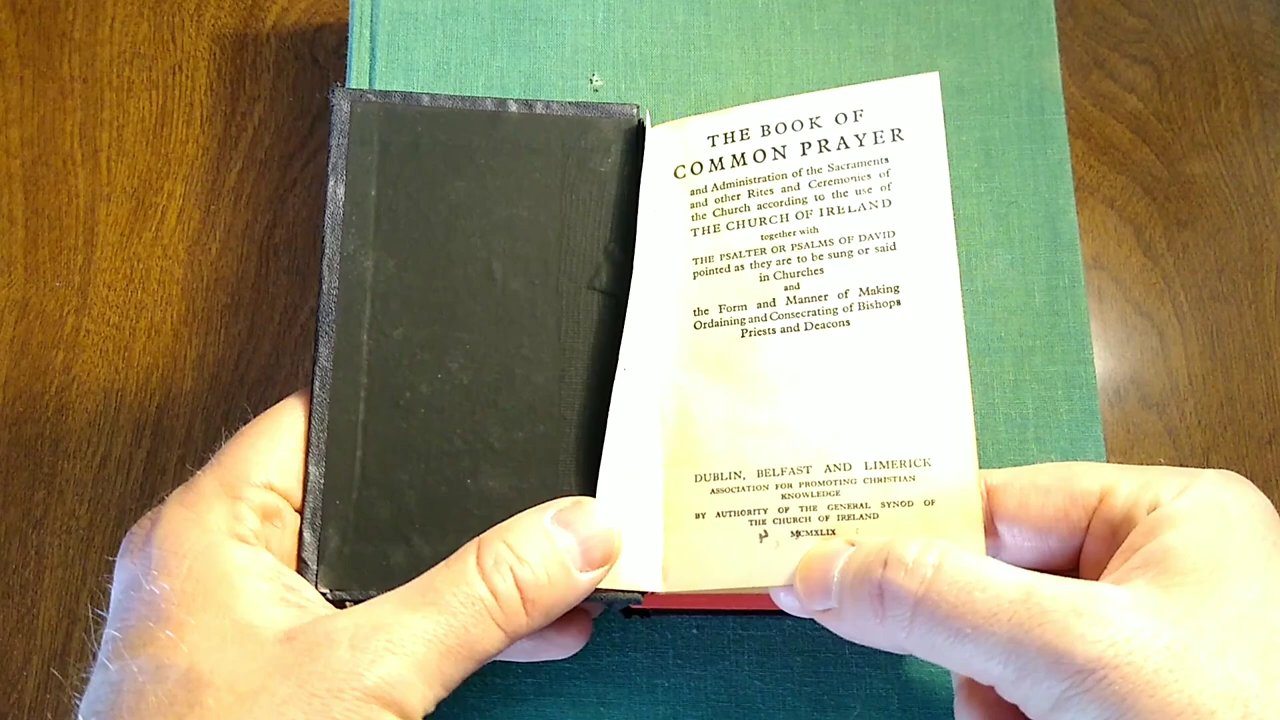 THE BOOK OF
COMMON PRAYER
and Administration of the Sacraments
and other Rites and Ceremonies of
the Church according to the use of
THE CHURCH OF IRELAND
together with
THE PSALTER OR PSALMS OF DAVID
pointed as they are to be sung or said
in Churches
and
the Form and Manner of Making
Ordaining and Consecrating of Bishops
Priests and Deacons
DUBLIN, BELFAST AND LIMERICK
ASSOCIATION FOR PROMOTING CHRISTIAN
KNOWLEDGE
BY AUTHORITY OF THE GENERAL SYNOD OF
THE CHURCH OF IRELAND
MCMXLIX